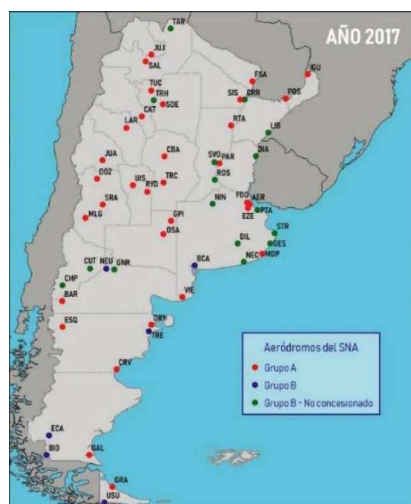 AÑO 2017
TAR
JUJ
SAL
IGU
FSA
TUC
TRH
SIS
CRR
POS
CAT
SDE
LAR
RTA
LIB
JUA
CBA
SVO
PAR
DIA
DOZ
UIS
RYD
TRC
ROS
SRA
NIN
FDO
AER
EZE
PTA
MLG
GPI
OSA
STR
DIL
GES
CUT
NEU
GNR
BCA
NEC
MDP
CHP
BAR
VIE
ESQ
DRY
TRE
CRV
ECA
BIO
GAL
GRA
USU
Aeródromos del SNA
Grupo A
Grupo B
Grupo B - No concesionado